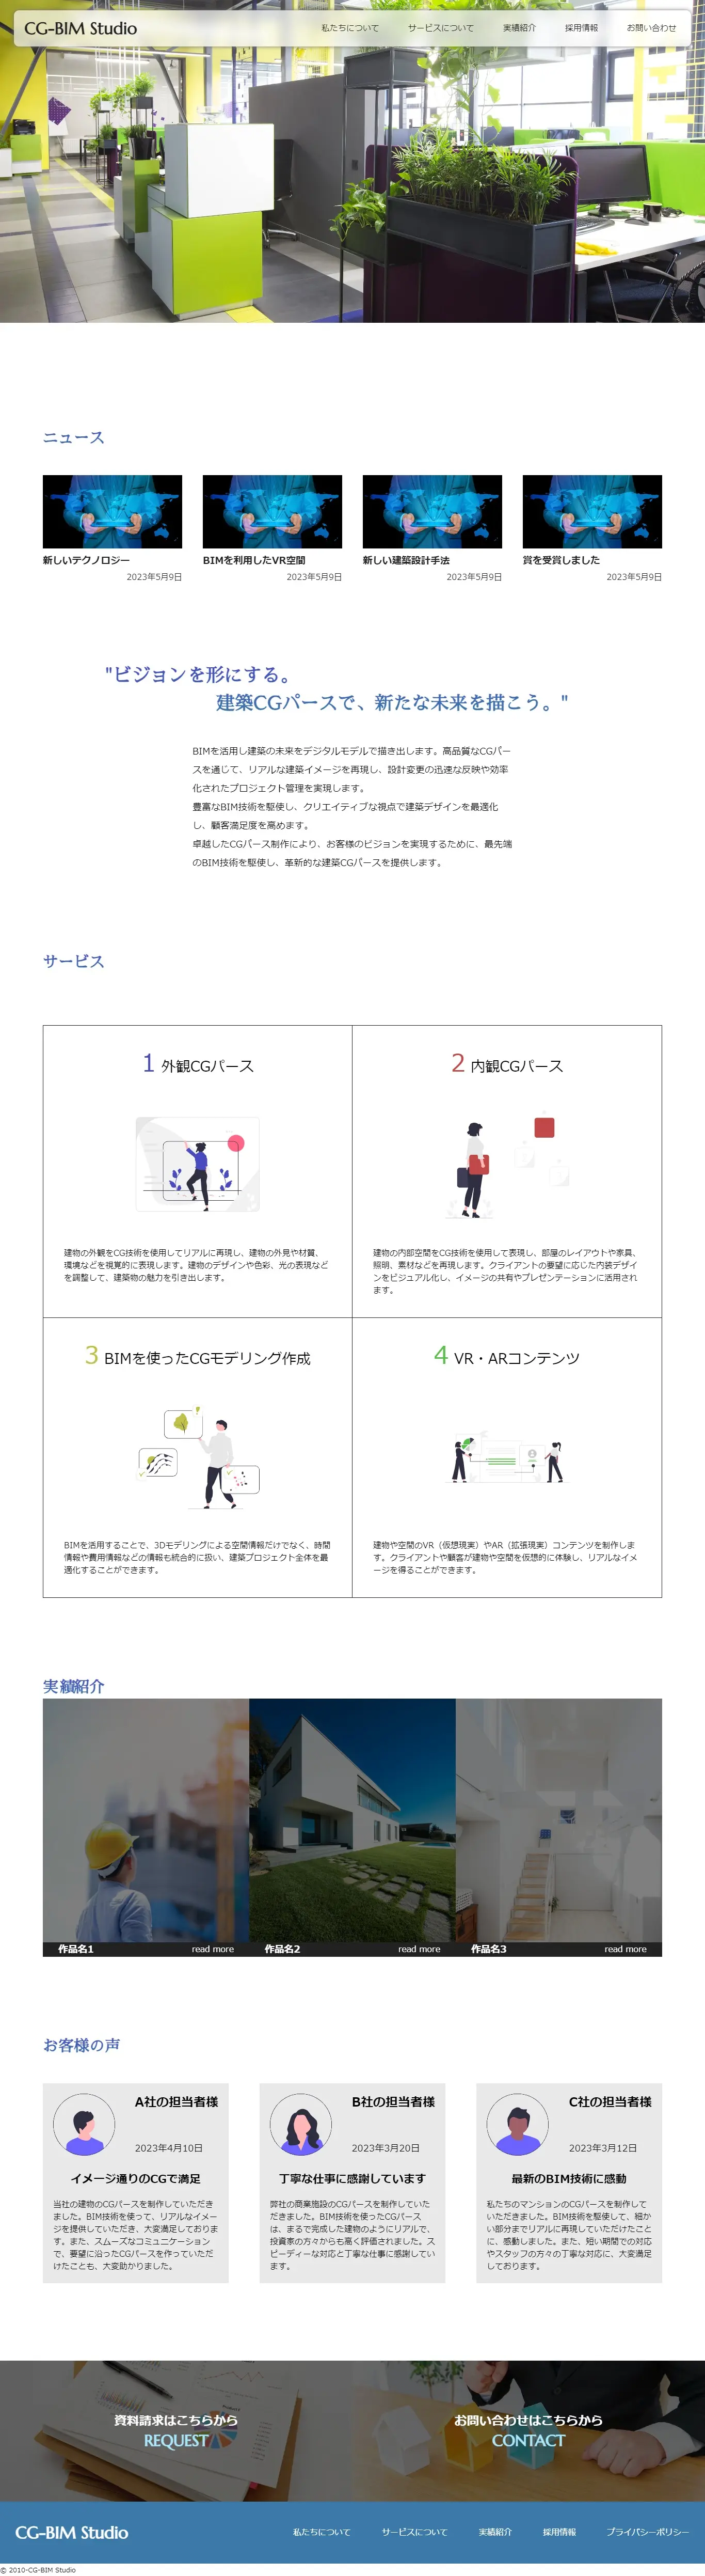 CG-BIM Studio
私たちについて サービスについて 実績紹介 採用情報 お問い合わせ
ニュース
新しいテクノロジー
2023年5月9日
BIMを利用したVR空間
2023年5月9日
新しい建築設計手法
2023年5月9日
賞を受賞しました
2023年5月9日
"ビジョンを形にする。
建築CGパースで、新たな未来を描こう。"
BIMを活用し建築の未来をデジタルモデルで描き出します。高品質なCGパー
スを通じて、リアルな建築イメージを再現し、設計変更の迅速な反映や効率
化されたプロジェクト管理を実現します。
豊富なBIM技術を駆使し、クリエイティブな視点で建築デザインを最適化
し、顧客満足度を高めます。
卓越したCGパース制作により、お客様のビジョンを実現するために、最先端
のBIM技術を駆使し、革新的な建築CGパースを提供します。
サービス
1 外観CGパース
建物の外観をCG技術を使用してリアルに再現し、建物の外見や材質、
環境などを視覚的に表現します。建物のデザインや色彩、光の表現など
を調整して、建築物の魅力を引き出します。
2 内観CGパース
建物の内部空間をCG技術を使用して表現し、部屋のレイアウトや家具、
照明、素材などを再現します。クライアントの要望に応じた内装デザイ
ンをビジュアル化し、イメージの共有やプレゼンテーションに活用され
ます。
3 BIMを使ったCGモデリング作成
BIMを活用することで、3Dモデリングによる空間情報だけでなく、時間
情報や費用情報などの情報も統合的に扱い、建築プロジェクト全体を最
適化することができます。
4 VR・ARコンテンツ
建物や空間のVR（仮想現実）やAR（拡張現実）コンテンツを制作しま
す。クライアントや顧客が建物や空間を仮想的に体験し、リアルなイメ
ージを得ることができます。
実績紹介
作品名1 read more
作品名2 read more
作品名3 read more
お客様の声
A社の担当者様
2023年4月10日
イメージ通りのCGで満足
当社の建物のCGパースを制作していただき
ました。BIM技術を使って、リアルなイメー
ジを提供していただき、大変満足しておりま
す。また、スムーズなコミュニケーション
で、要望に沿ったCGパースを作っていただ
けたことも、大変助かりました。
B社の担当者様
2023年3月20日
丁寧な仕事に感謝しています
弊社の商業施設のCGパースを制作していた
だきました。BIM技術を使ったCGパース
は、まるで完成した建物のようにリアルで、
投資家の方々からも高く評価されました。ス
ピーディーな対応と丁寧な仕事に感謝してい
ます。
C社の担当者様
2023年3月12日
最新のBIM技術に感動
私たちのマンションのCGパースを制作して
いただきました。BIM技術を駆使して、細か
い部分までリアルに再現していただけたこと
に、感動しました。また、短い期間での対応
やスタッフの方々の丁寧な対応に、大変満足
しております。
資料請求はこちらから
REQUEST
お問い合わせはこちらから
CONTACT
CG-BIM Studio
私たちについて サービスについて 実績紹介 採用情報 プライバシーポリシー
© 2010-CG-BIM Studio